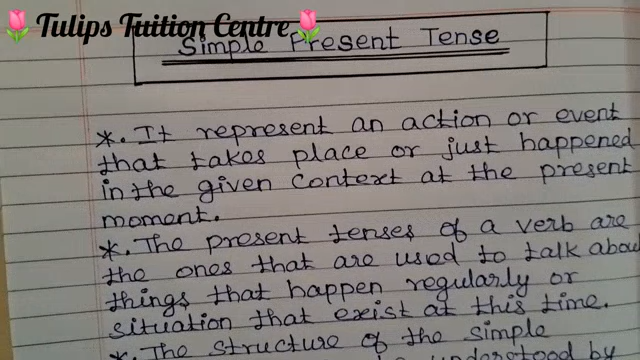 🌷Tulips Tuition Centre🌷
Simple Present Tense
*. It represent an action or event
that takes place or just happened
in the given context at the present
moment.
*. The present tenses of a verb are
the ones that are used to talk about
things that happen regularly or
situation that exist at this time.
*. The structure of the simple
understood by